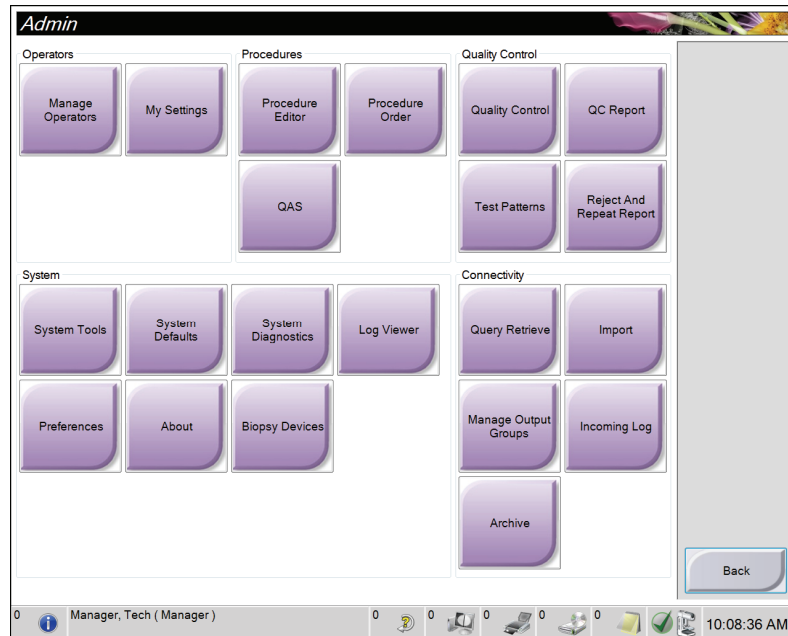 Admin
Operators
Manage
Operators
My Settings
Procedures
Procedure
Editor
Procedure
Order
QAS
Quality Control
Quality Control
QC Report
Test Patterns
Reject And
Repeat Report
System
System Tools
System
Defaults
System
Diagnostics
Log Viewer
Preferences
About
Biopsy Devices
Connectivity
Query Retrieve
Import
Manage Output
Groups
Incoming Log
Archive
Back
0 Manager, Tech ( Manager ) 0 0 0 0 0 10:08:36 AM